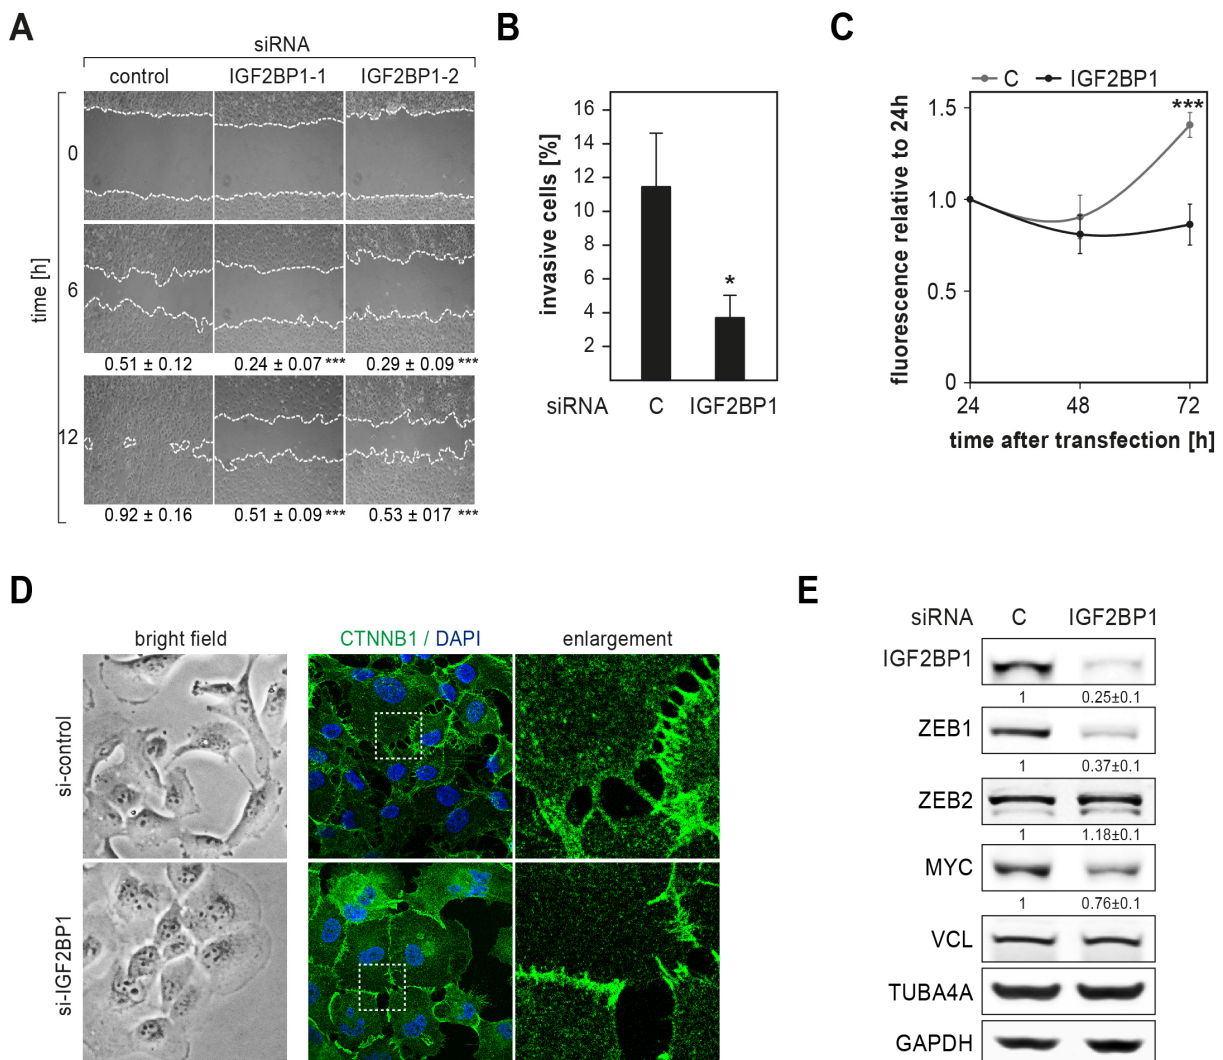 A
siRNA
control IGF2BP1-1 IGF2BP1-2
time [h]
0
6
0.51 ± 0.12 0.24 ± 0.07 *** 0.29 ± 0.09 ***
12
0.92 ± 0.16 0.51 ± 0.09 *** 0.53 ± 017 ***
B
invasive cells [%]
16
14
12
10
8
6
4
2
*
siRNA C IGF2BP1
C
C IGF2BP1
fluorescence relative to 24h
1.5
1.0
0.5
0
***
24 48 72
time after transfection [h]
D
bright field CTNNB1 / DAPI enlargement
si-control
si-IGF2BP1
E
siRNA C IGF2BP1
IGF2BP1
1 0.25±0.1
ZEB1
1 0.37±0.1
ZEB2
1 1.18±0.1
MYC
1 0.76±0.1
VCL
TUBA4A
GAPDH